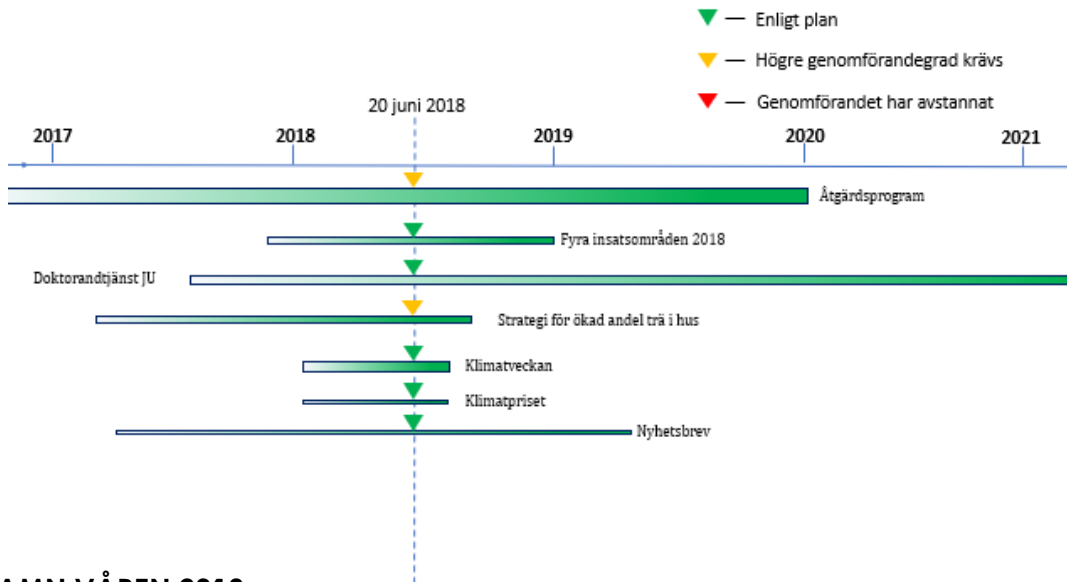 — Enligt plan
— Högre genomförandegrad krävs
— Genomförandet har avstannat
20 juni 2018
2017 2018 2019 2020 2021
Åtgärdsprogram
Fyra insatsområden 2018
Doktorandtjänst JU
Strategi för ökad andel trä i hus
Klimatveckan
Klimatpriset
Nyhetsbrev